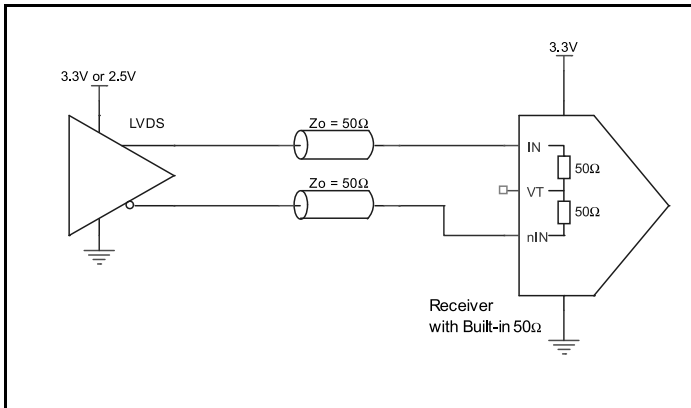 3.3V
3.3V or 2.5V
LVDS
Zo = 50Ω
IN
50Ω
Zo = 50Ω
VT
50Ω
nIN
Receiver
with Built-in 50Ω